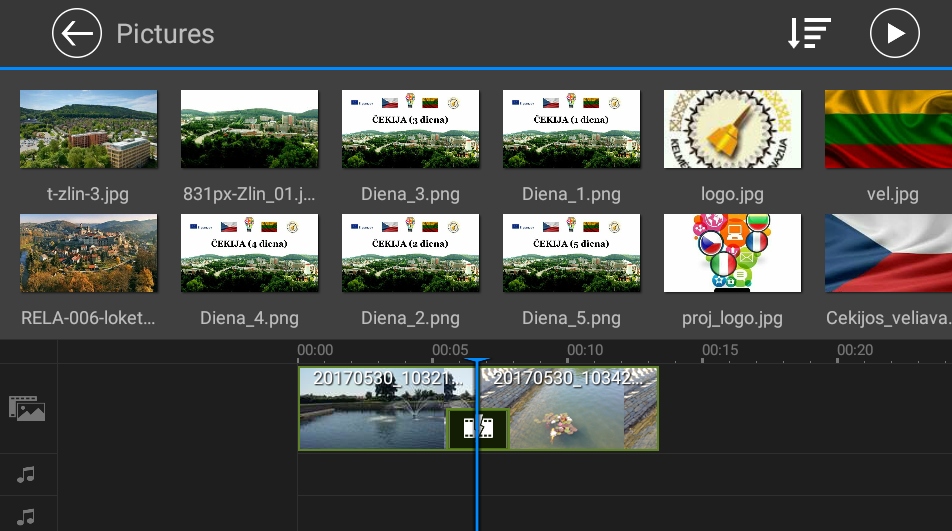 Pictures
ČEKIJA (3 diena)
ČEKIJA (1 diena)
t-zlin-3.jpg
831px-Zlin_01.j...
Diena_3.png
Diena_1.png
logo.jpg
vel.jpg
ČEKIJA (4 diena)
ČEKIJA (2 diena)
ČEKIJA (5 diena)
RELA-006-loket...
Diena_4.png
Diena_2.png
Diena_5.png
proj_logo.jpg
Cekijos_veliava.
00:00
00:05
00:10
00:15
00:20
20170530_10321...
20170530_10342...